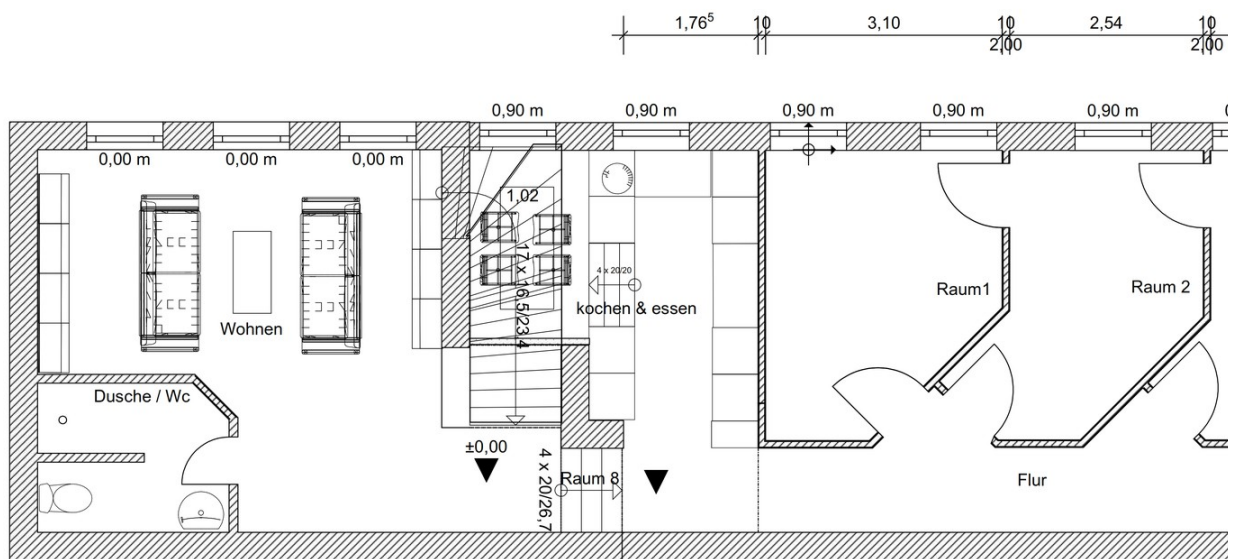 1,76⁵ 10 3,10 10 2,54 10
2,00 2,00
0,90 m 0,90 m 0,90 m 0,90 m 0,90 m
0,00 m 0,00 m 0,00 m
1,02
17 x 16,5/23,4
4 x 20/20
kochen & essen
Raum1
Raum 2
Wohnen
Dusche / Wc
±0,00
4 x 20/26,7
Raum 8
Flur